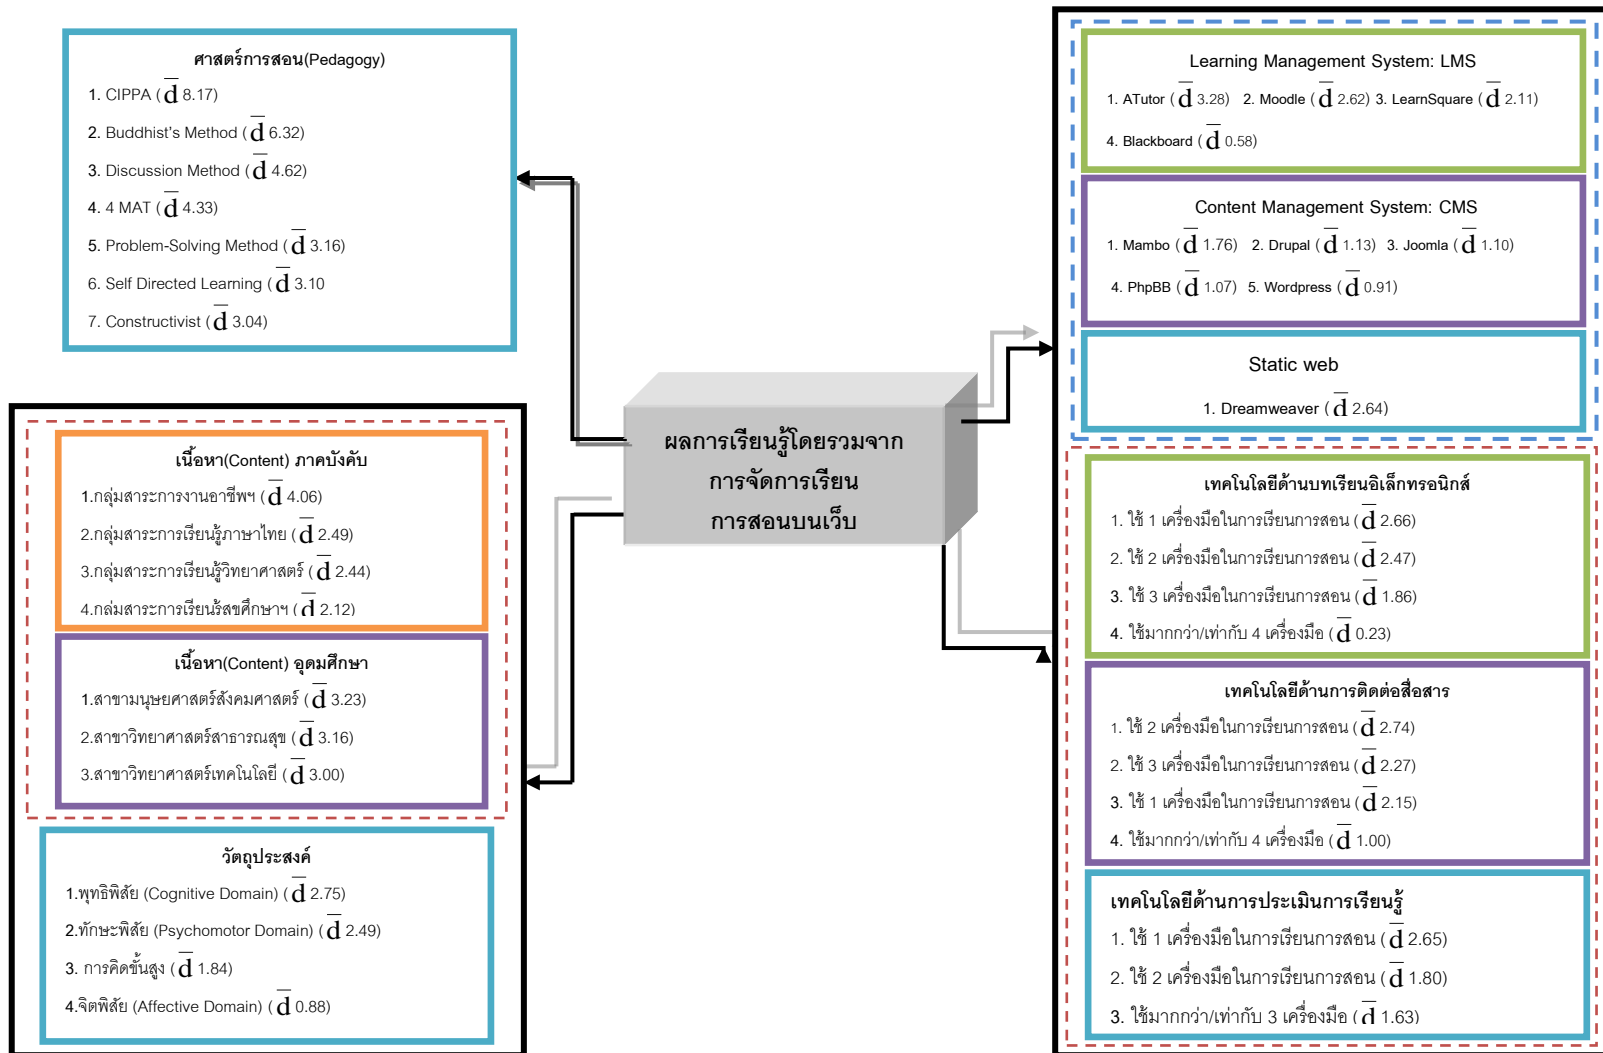 ศาสตร์การสอน(Pedagogy)
1. CIPPA ( d̅ 8.17)
2. Buddhist's Method ( d̅ 6.32)
3. Discussion Method ( d̅ 4.62)
4. 4 MAT ( d̅ 4.33)
5. Problem-Solving Method ( d̅ 3.16)
6. Self Directed Learning ( d̅ 3.10
7. Constructivist ( d̅ 3.04)
เนื้อหา(Content) ภาคบังคับ
1.กลุ่มสาระการงานอาชีพฯ ( d̅ 4.06)
2.กลุ่มสาระการเรียนรู้ภาษาไทย ( d̅ 2.49)
3.กลุ่มสาระการเรียนรู้วิทยาศาสตร์ ( d̅ 2.44)
4.กลุ่มสาระการเรียนรู้สุขศึกษาฯ ( d̅ 2.12)
เนื้อหา(Content) อุดมศึกษา
1.สาขามนุษยศาสตร์สังคมศาสตร์ ( d̅ 3.23)
2.สาขาวิทยาศาสตร์สาธารณสุข ( d̅ 3.16)
3.สาขาวิทยาศาสตร์เทคโนโลยี ( d̅ 3.00)
วัตถุประสงค์
1.พุทธิพิสัย (Cognitive Domain) ( d̅ 2.75)
2.ทักษะพิสัย (Psychomotor Domain) ( d̅ 2.49)
3. การคิดขั้นสูง ( d̅ 1.84)
4.จิตพิสัย (Affective Domain) ( d̅ 0.88)
ผลการเรียนรู้โดยรวมจาก
การจัดการเรียน
การสอนบนเว็บ
Learning Management System: LMS
1. ATutor ( d̅ 3.28) 2. Moodle ( d̅ 2.62) 3. LearnSquare ( d̅ 2.11)
4. Blackboard ( d̅ 0.58)
Content Management System: CMS
1. Mambo ( d̅ 1.76) 2. Drupal ( d̅ 1.13) 3. Joomla ( d̅ 1.10)
4. PhpBB ( d̅ 1.07) 5. Wordpress ( d̅ 0.91)
Static web
1. Dreamweaver ( d̅ 2.64)
เทคโนโลยีด้านบทเรียนอิเล็กทรอนิกส์
1. ใช้ 1 เครื่องมือในการเรียนการสอน ( d̅ 2.66)
2. ใช้ 2 เครื่องมือในการเรียนการสอน ( d̅ 2.47)
3. ใช้ 3 เครื่องมือในการเรียนการสอน ( d̅ 1.86)
4. ใช้มากกว่า/เท่ากับ 4 เครื่องมือ ( d̅ 0.23)
เทคโนโลยีด้านการติดต่อสื่อสาร
1. ใช้ 2 เครื่องมือในการเรียนการสอน ( d̅ 2.74)
2. ใช้ 3 เครื่องมือในการเรียนการสอน ( d̅ 2.27)
3. ใช้ 1 เครื่องมือในการเรียนการสอน ( d̅ 2.15)
4. ใช้มากกว่า/เท่ากับ 4 เครื่องมือ ( d̅ 1.00)
เทคโนโลยีด้านการประเมินการเรียนรู้
1. ใช้ 1 เครื่องมือในการเรียนการสอน ( d̅ 2.65)
2. ใช้ 2 เครื่องมือในการเรียนการสอน ( d̅ 1.80)
3. ใช้มากกว่า/เท่ากับ 3 เครื่องมือ ( d̅ 1.63)